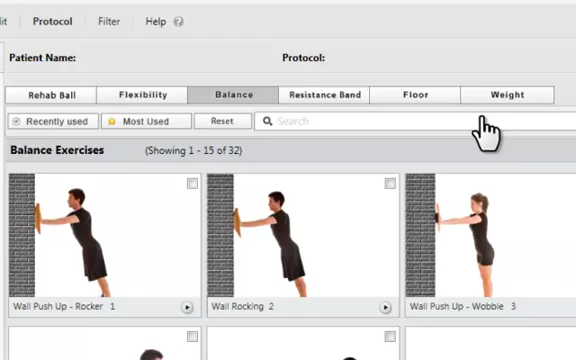 it Protocol Filter Help ?
Patient Name: Protocol:
Rehab Ball Flexibility Balance Resistance Band Floor Weight
Recently used Most Used Reset Search
Balance Exercises (Showing 1 - 15 of 32)
Wall Push Up - Rocker 1 Wall Rocking 2 Wall Push Up - Wobbie 3